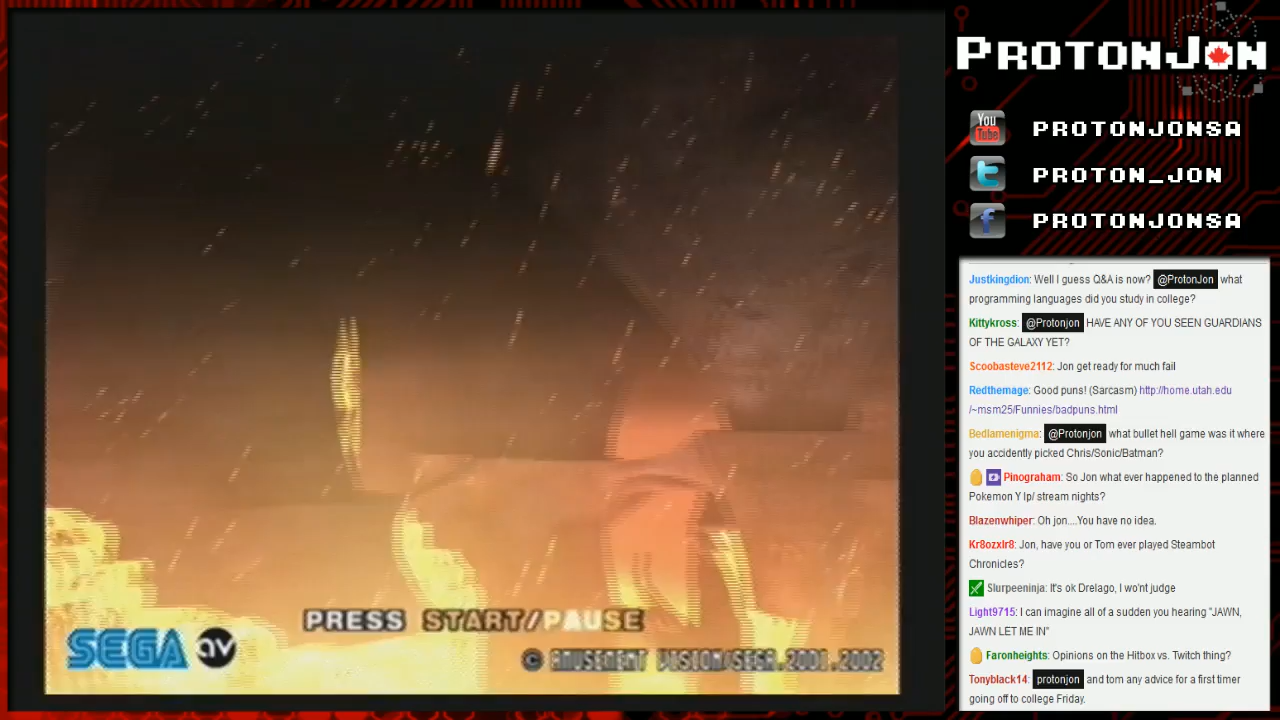 PROTONJON
You
Tube
PROTONJONSA
PROTON_JON
PROTONJONSA
Justkingdion: Well I guess Q&A is now? @ProtonJon what
programming languages did you study in college?
Kittykross: @Protonjon HAVE ANY OF YOU SEEN GUARDIANS
OF THE GALAXY YET?
Scoobasteve2112: Jon get ready for much fail
Redthemage: Good puns! (Sarcasm) http://home.utah.edu
/~msm25/Funnies/badpuns.html
Bedlamenigma: @Protonjon what bullet hell game was it where
you accidently picked Chris/Sonic/Batman?
Pinograham: So Jon what ever happened to the planned
Pokemon Y lp/ stream nights?
Blazenwhiper: Oh jon....You have no idea.
Kr8ozxlr8: Jon, have you or Tom ever played Steambot
Chronicles?
Slurpeeninja: It's ok Drelago, I wo'nt judge
Light9715: I can imagine all of a sudden you hearing "JAWN,
JAWN LET ME IN"
Faronheights: Opinions on the Hitbox vs. Twitch thing?
Tonyblack14: protonjon and tom any advice for a first timer
going off to college Friday.
PRESS START/PAUSE
SEGA av
© AMUSEMENT VISION/SEGA,2001,2002